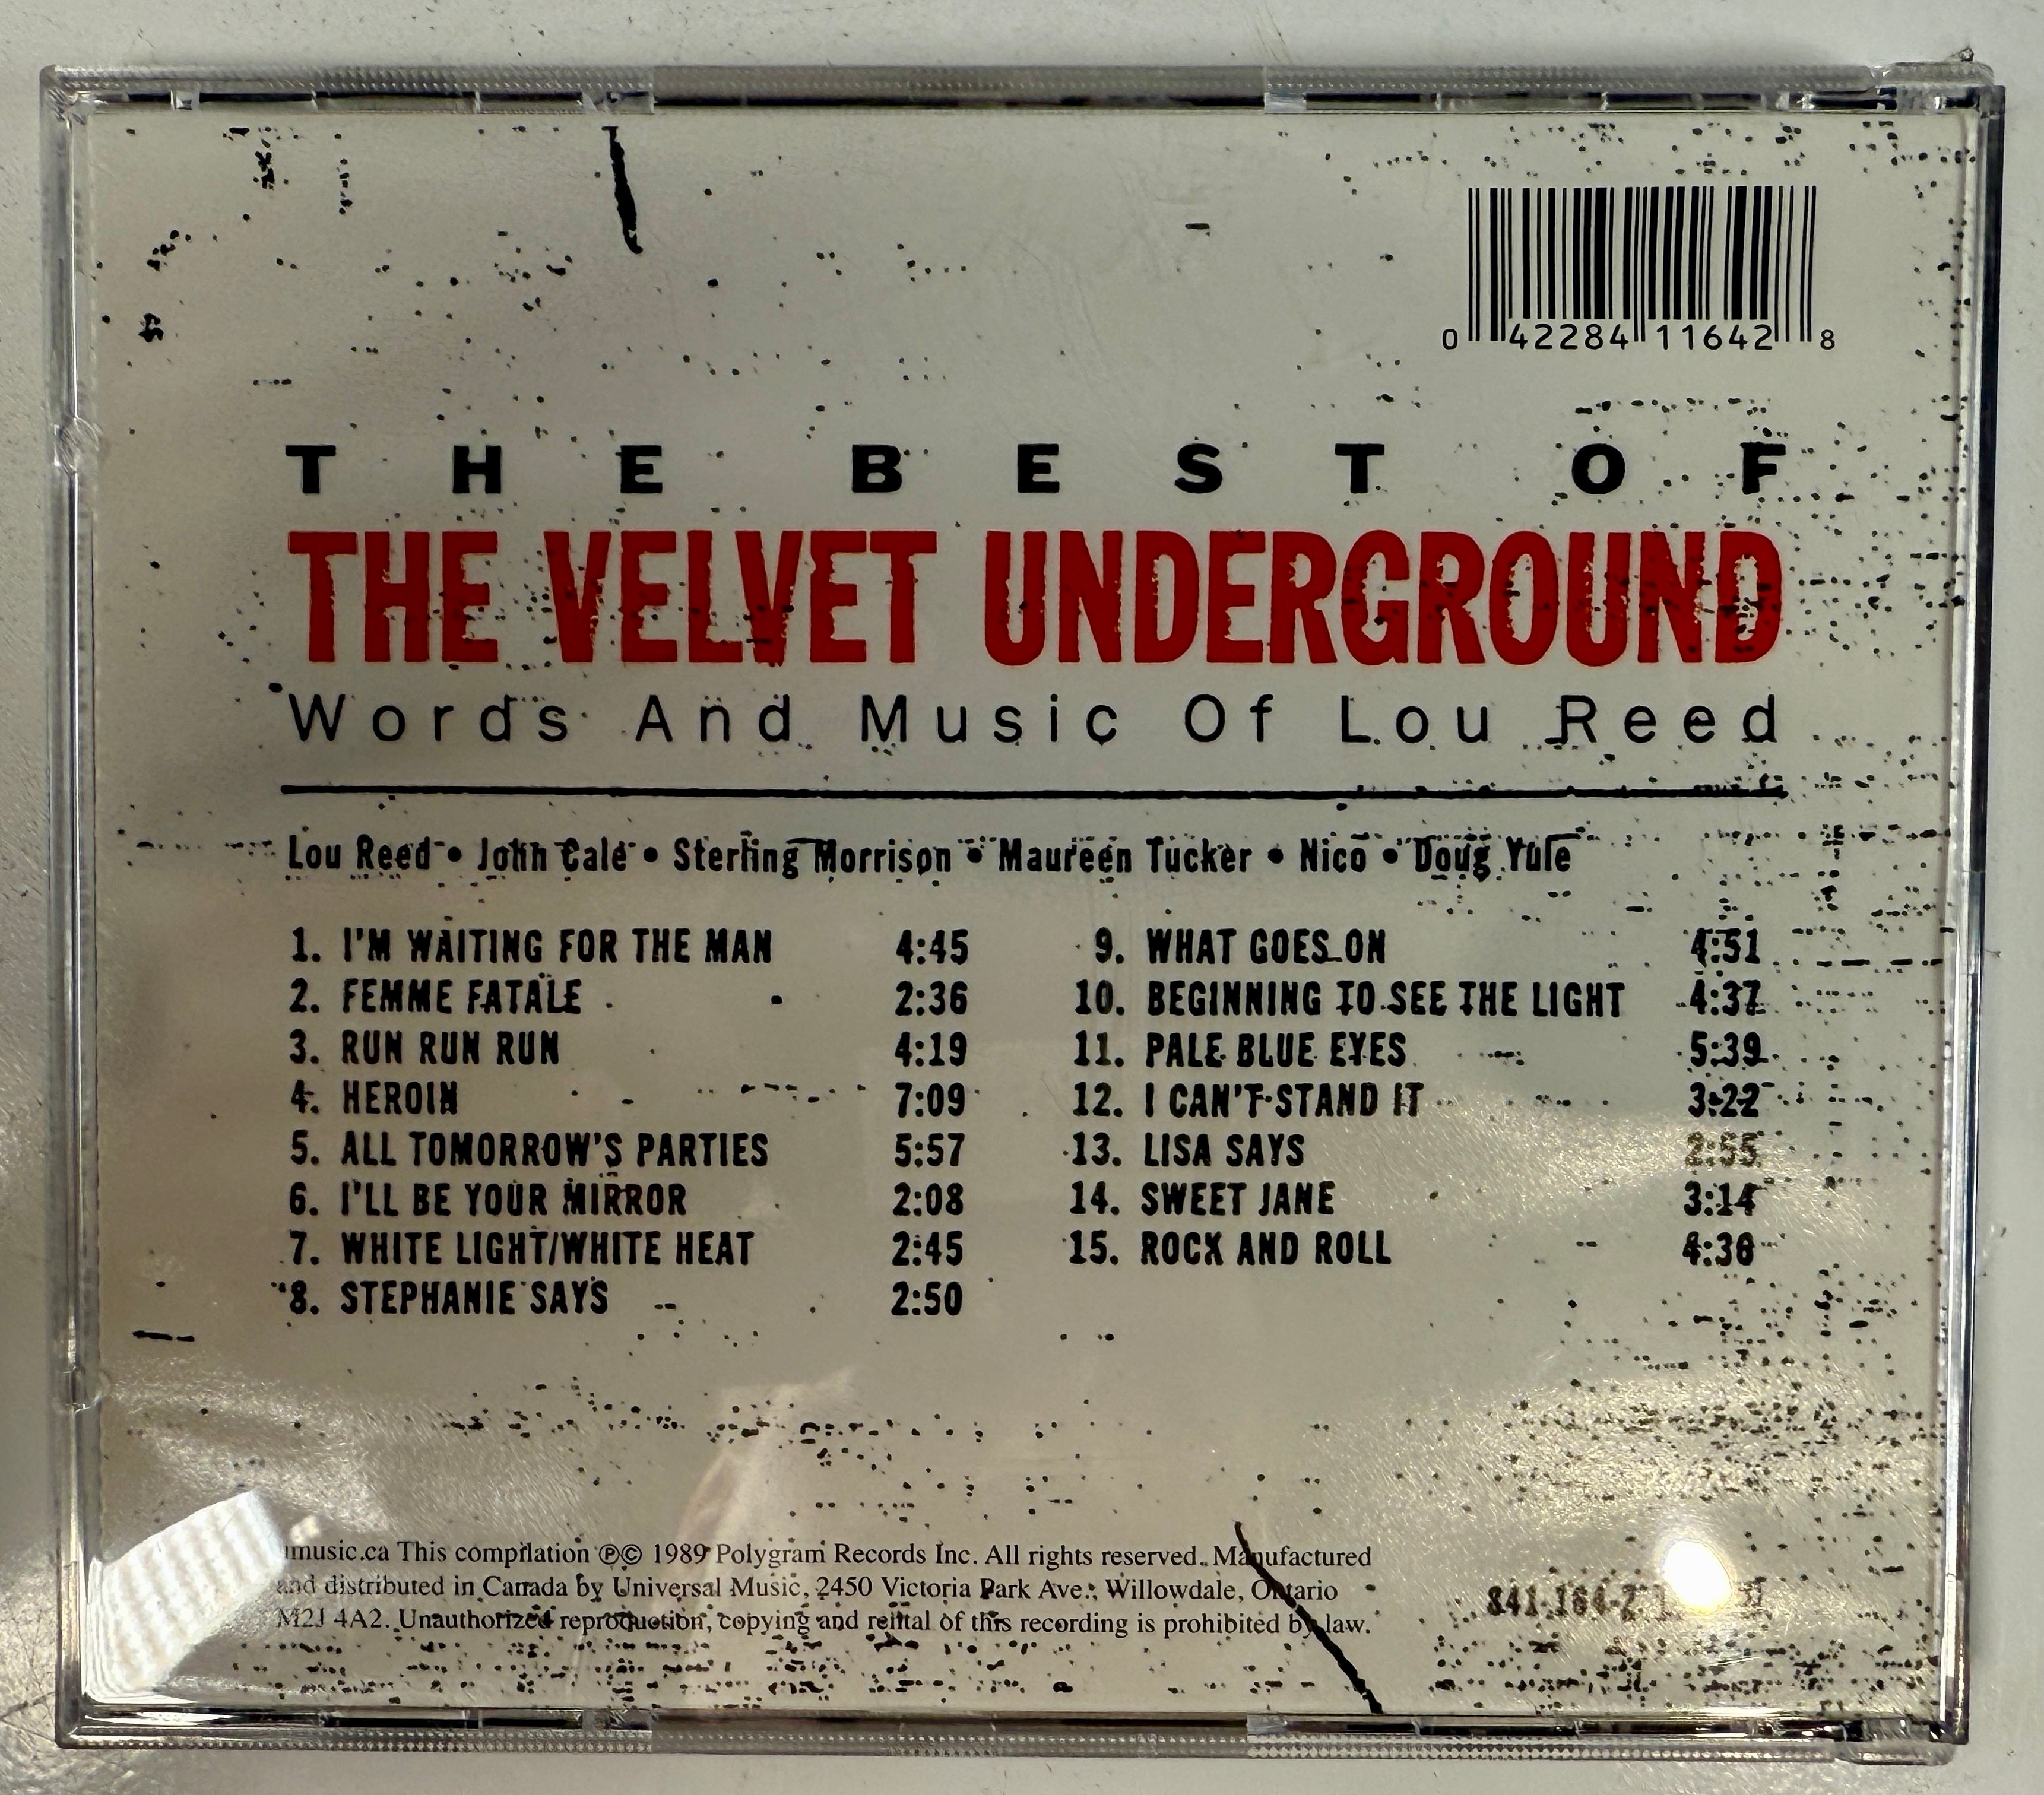 0 42284 11642 8
THE BEST OF
THE VELVET UNDERGROUND
Words And Music Of Lou Reed
Lou Reed • John Cale • Sterling Morrison • Maureen Tucker • Nico • Doug Yule
1. I'M WAITING FOR THE MAN 4:45
2. FEMME FATALE 2:36
3. RUN RUN RUN 4:19
4. HEROIN 7:09
5. ALL TOMORROW'S PARTIES 5:57
6. I'LL BE YOUR MIRROR 2:08
7. WHITE LIGHT/WHITE HEAT 2:45
8. STEPHANIE SAYS 2:50
9. WHAT GOES ON 4:51
10. BEGINNING TO SEE THE LIGHT 4:37
11. PALE BLUE EYES 5:39
12. I CAN'T STAND IT 3:22
13. LISA SAYS 2:55
14. SWEET JANE 3:14
15. ROCK AND ROLL
umusic.ca This compilation ℗© 1989 Polygram Records Inc. All rights reserved. Manufactured
and distributed in Canada by Universal Music, 2450 Victoria Park Ave., Willowdale, Ontario
M2J 4A2. Unauthorized reproduction, copying and rental of this recording is prohibited by law.
841 164-2